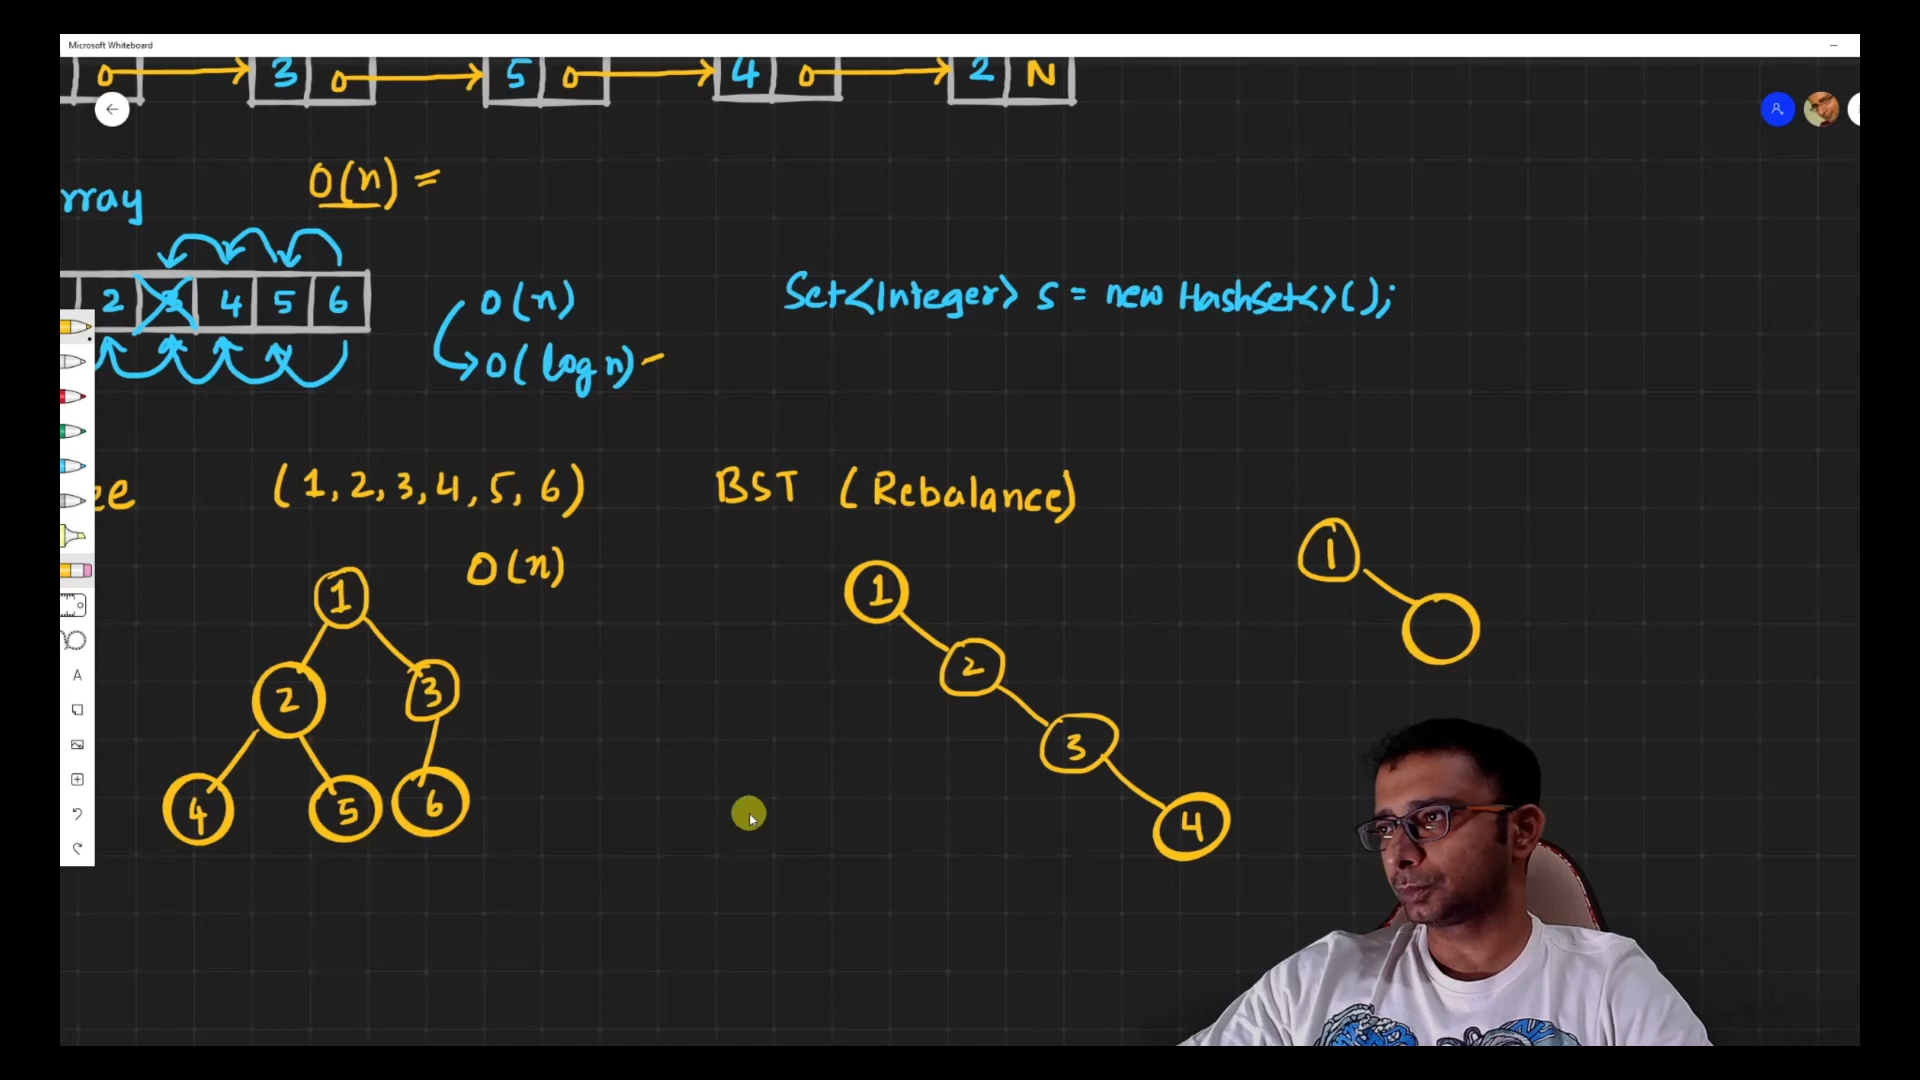 Microsoft Whiteboard
0 3 0 5 0 4 0 2 N
O(n) =
rray
2 3 4 5 6
O(n)
O(log n) -
Set<Integer> s = new HashSet<>();
ee (1, 2, 3, 4, 5, 6) BST (Rebalance)
O(n)
1
2 3
4 5 6
1
2
3
4
1
A